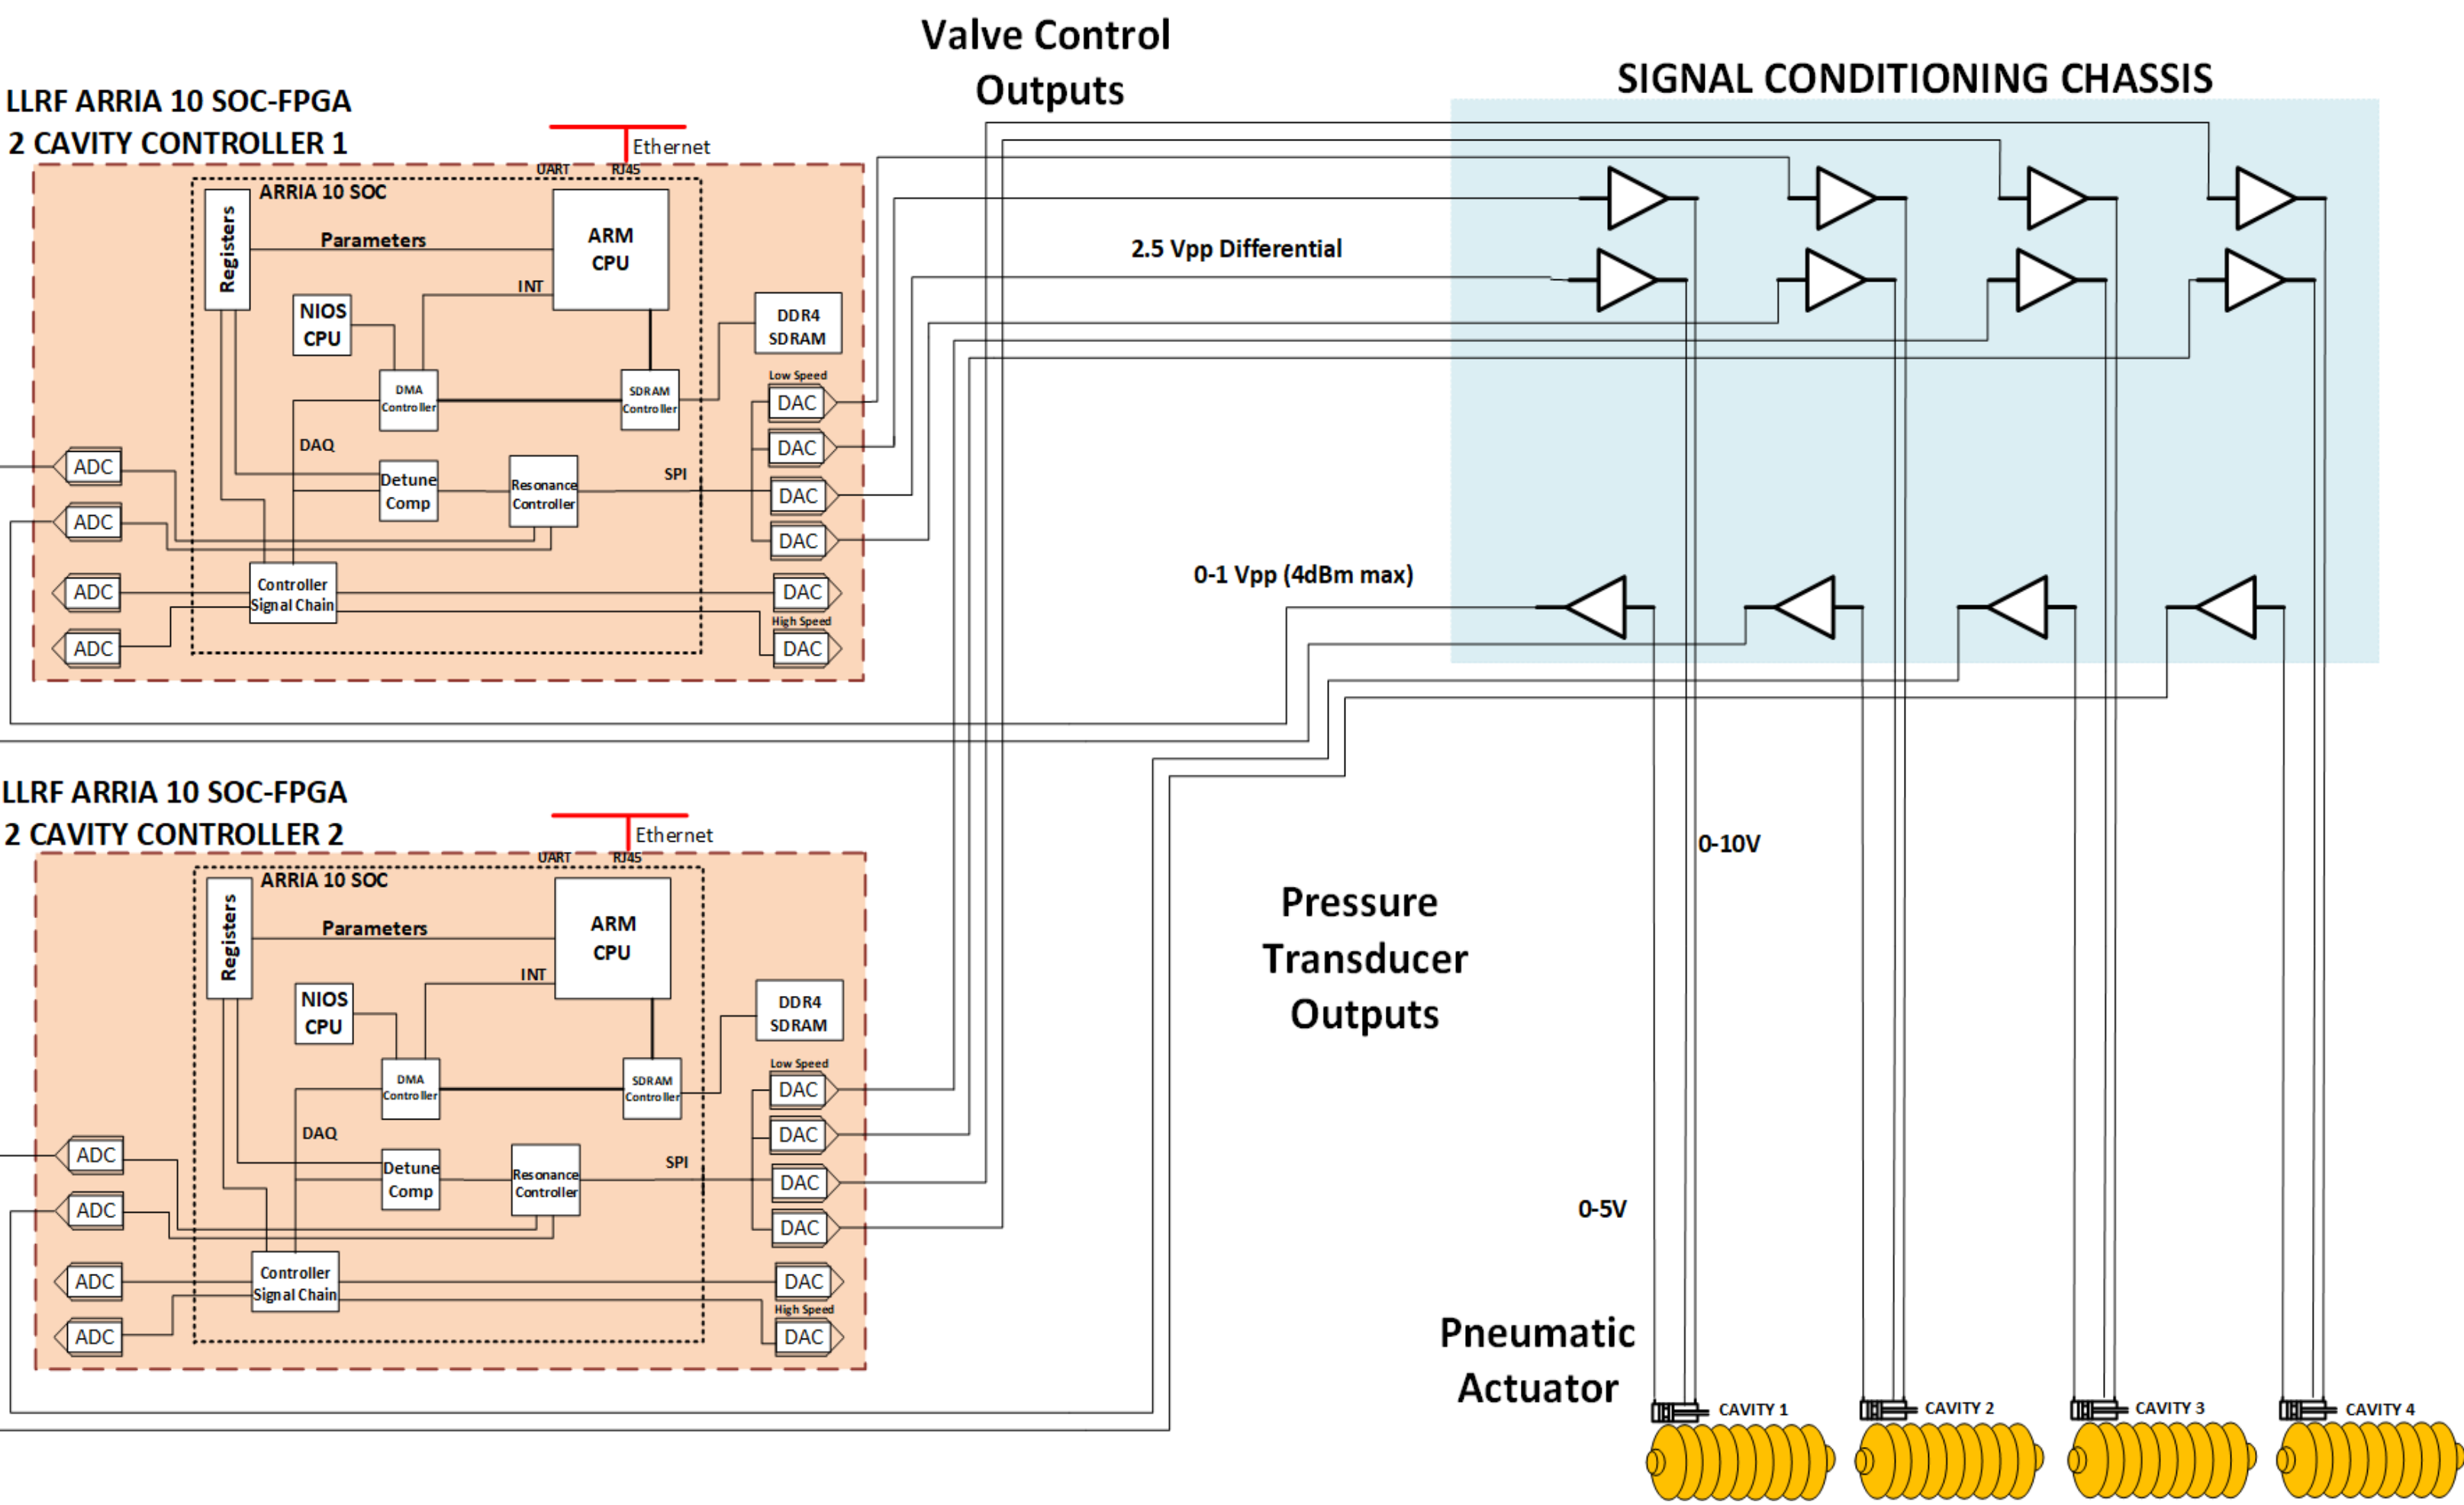 Valve Control
Outputs
SIGNAL CONDITIONING CHASSIS
LLRF ARRIA 10 SOC-FPGA
2 CAVITY CONTROLLER 1
Ethernet
UART
RJ45
ARRIA 10 SOC
Registers
Parameters
ARM
CPU
INT
NIOS
CPU
DDR4
SDRAM
DMA
Controller
SDRAM
Controller
Low Speed
DAC
DAC
DAC
DAC
DAQ
ADC
ADC
Detune
Comp
Resonance
Controller
SPI
ADC
ADC
Controller
Signal Chain
DAC
High Speed
DAC
2.5 Vpp Differential
0-1 Vpp (4dBm max)
LLRF ARRIA 10 SOC-FPGA
2 CAVITY CONTROLLER 2
Ethernet
UART
RJ45
ARRIA 10 SOC
Registers
Parameters
ARM
CPU
INT
NIOS
CPU
DDR4
SDRAM
DMA
Controller
SDRAM
Controller
Low Speed
DAC
DAC
DAC
DAC
DAQ
ADC
ADC
Detune
Comp
Resonance
Controller
SPI
ADC
ADC
Controller
Signal Chain
DAC
High Speed
DAC
0-10V
Pressure
Transducer
Outputs
0-5V
Pneumatic
Actuator
CAVITY 1
CAVITY 2
CAVITY 3
CAVITY 4